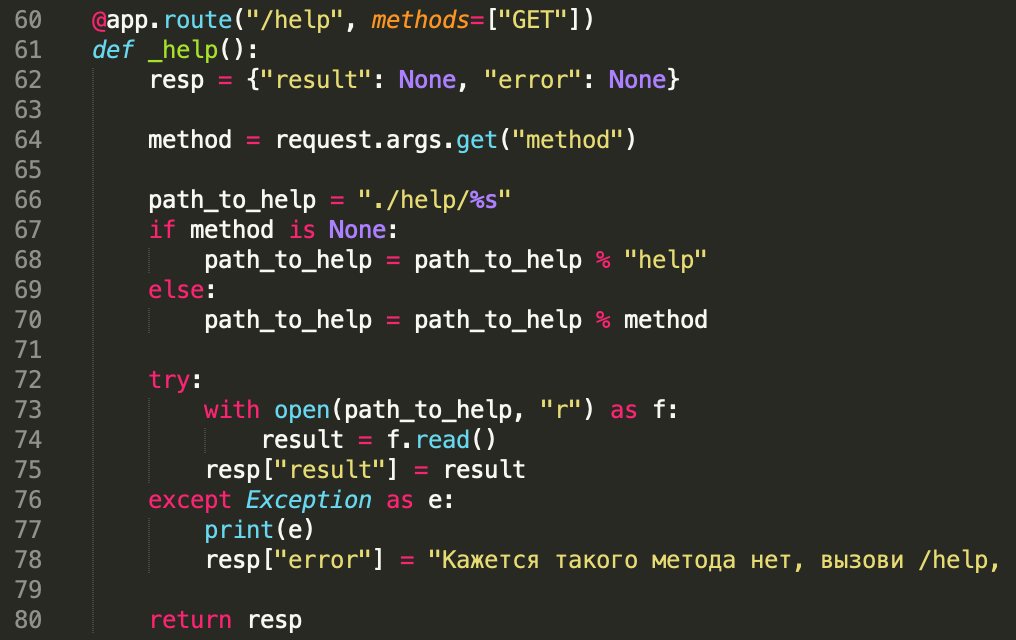 60 @app.route("/help", methods=["GET"])
61 def _help():
62     resp = {"result": None, "error": None}
63
64     method = request.args.get("method")
65
66     path_to_help = "./help/%s"
67     if method is None:
68         path_to_help = path_to_help % "help"
69     else:
70         path_to_help = path_to_help % method
71
72     try:
73         with open(path_to_help, "r") as f:
74             result = f.read()
75         resp["result"] = result
76     except Exception as e:
77         print(e)
78         resp["error"] = "Кажется такого метода нет, вызови /help,
79
80     return resp